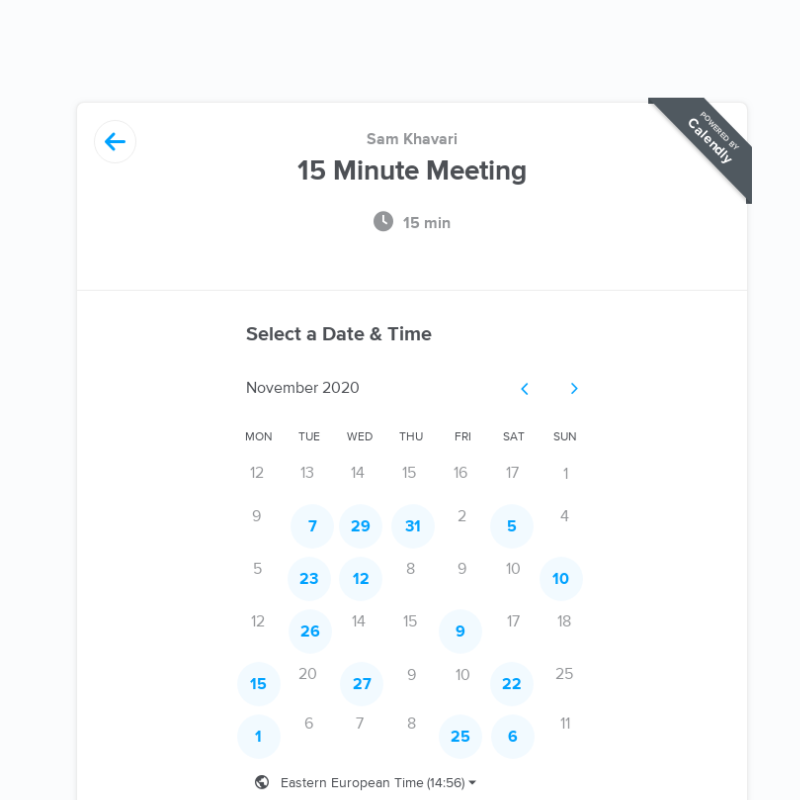 POWERED BY
Calendly
Sam Khavari
15 Minute Meeting
15 min
Select a Date & Time
November 2020
MON TUE WED THU FRI SAT SUN
12 13 14 15 16 17 1
9 7 29 31 2 5 4
5 23 12 8 9 10 10
12 26 14 15 9 17 18
15 20 27 9 10 22 25
1 6 7 8 25 6 11
Eastern European Time (14:56)